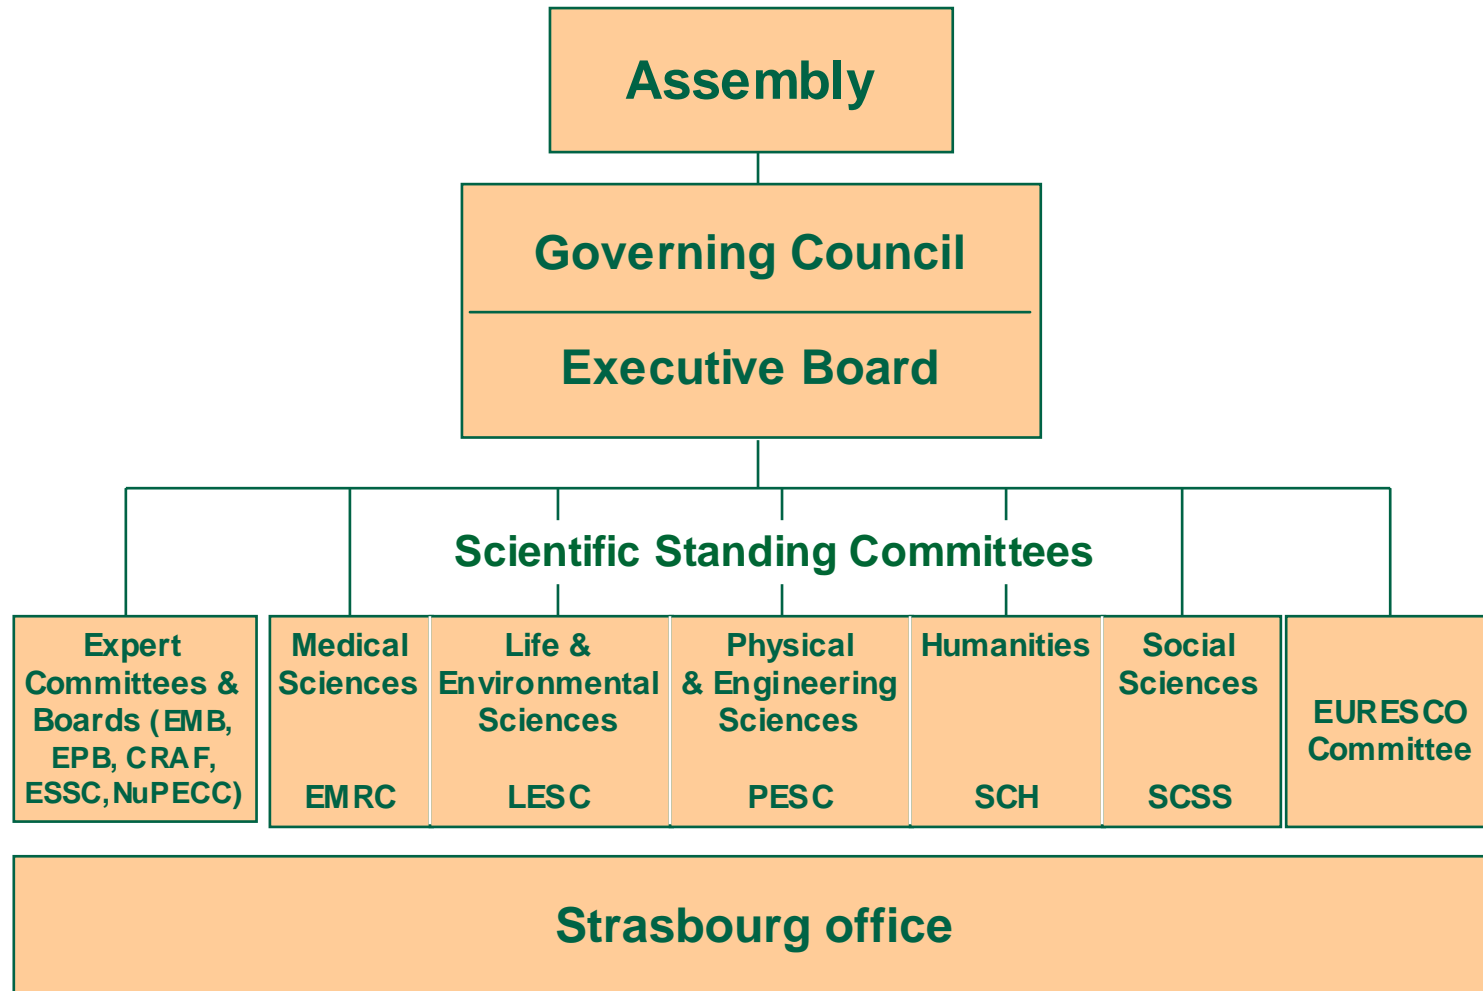 Assembly
Governing Council
Executive Board
Scientific Standing Committees
Expert
Committees &
Boards (EMB,
EPB, CRAF,
ESSC,NuPECC)
Medical
Sciences
EMRC
Life &
Environmental
Sciences
LESC
Physical
& Engineering
Sciences
PESC
Humanities
SCH
Social
Sciences
SCSS
EURESCO
Committee
Strasbourg office